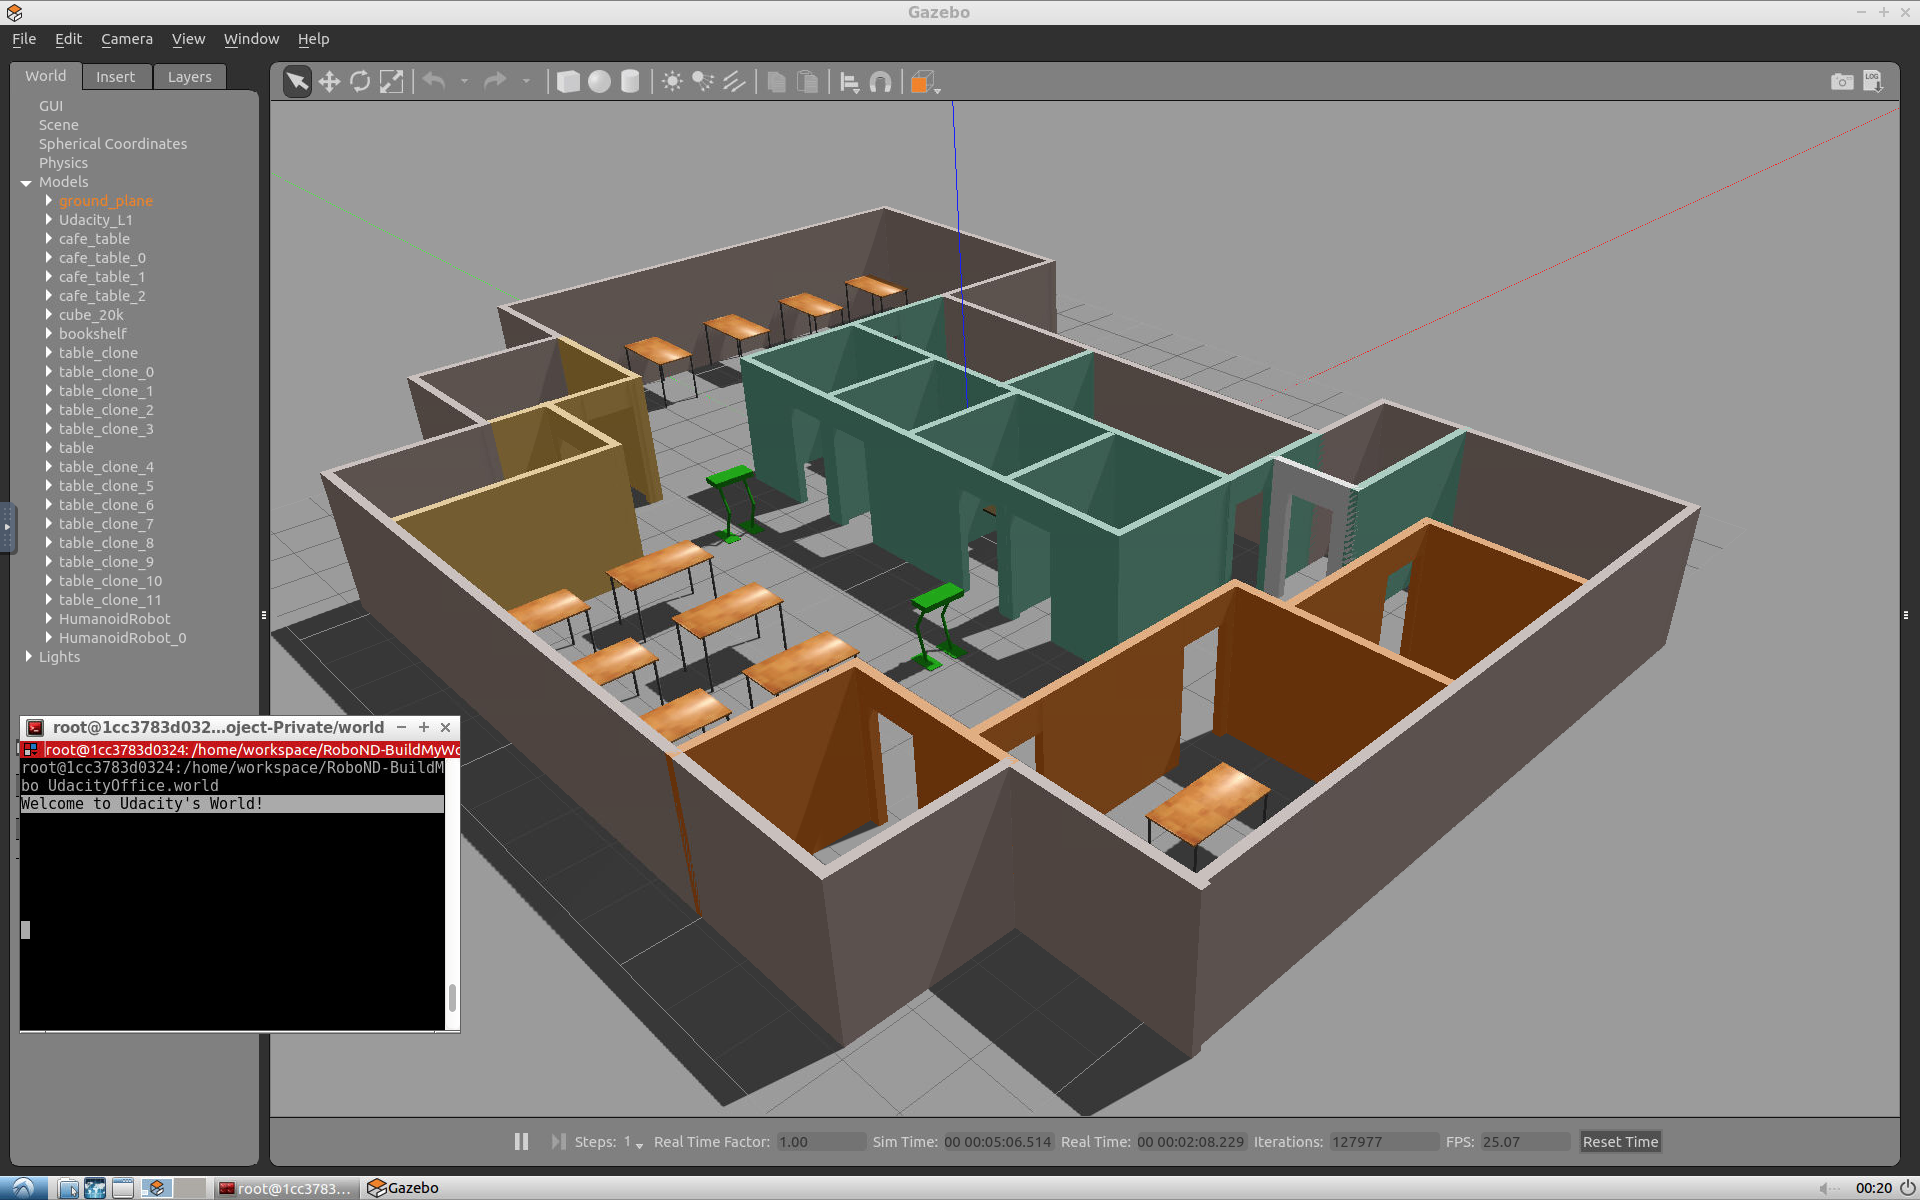 Gazebo
File Edit Camera View Window Help
World Insert Layers
LOG
GUI
Scene
Spherical Coordinates
Physics
Models
ground_plane
Udacity_L1
cafe_table
cafe_table_0
cafe_table_1
cafe_table_2
cube_20k
bookshelf
table_clone
table_clone_0
table_clone_1
table_clone_2
table_clone_3
table
table_clone_4
table_clone_5
table_clone_6
table_clone_7
table_clone_8
table_clone_9
table_clone_10
table_clone_11
HumanoidRobot
HumanoidRobot_0
Lights
root@1cc3783d032...oject-Private/world
root@1cc3783d0324: /home/workspace/RoboND-BuildMyWo
root@1cc3783d0324:/home/workspace/RoboND-BuildM
bo UdacityOffice.world
Welcome to Udacity's World!
Steps: 1 Real Time Factor: 1.00 Sim Time: 00 00:05:06.514 Real Time: 00 00:02:08.229 Iterations: 127977 FPS: 25.07 Reset Time
root@1cc3783... Gazebo 00:20